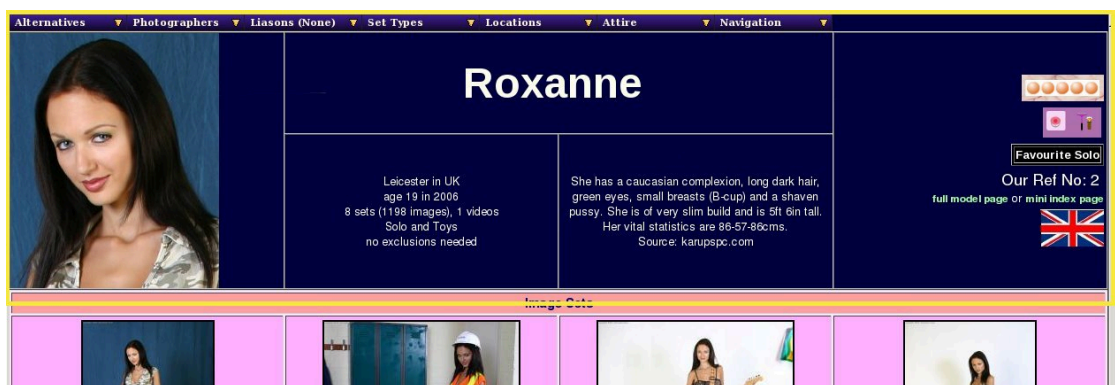 Alternatives Photographers Liasons (None) Set Types Locations Attire Navigation
Roxanne
Favourite Solo
Our Ref No: 2
full model page or mini index page
Leicester in UK
age 19 in 2006
8 sets (1198 images), 1 videos
Solo and Toys
no exclusions needed
She has a caucasian complexion, long dark hair,
green eyes, small breasts (B-cup) and a shaven
pussy. She is of very slim build and is 5ft 6in tall.
Her vital statistics are 86-57-86cms.
Source: karupspc.com
Image Sets